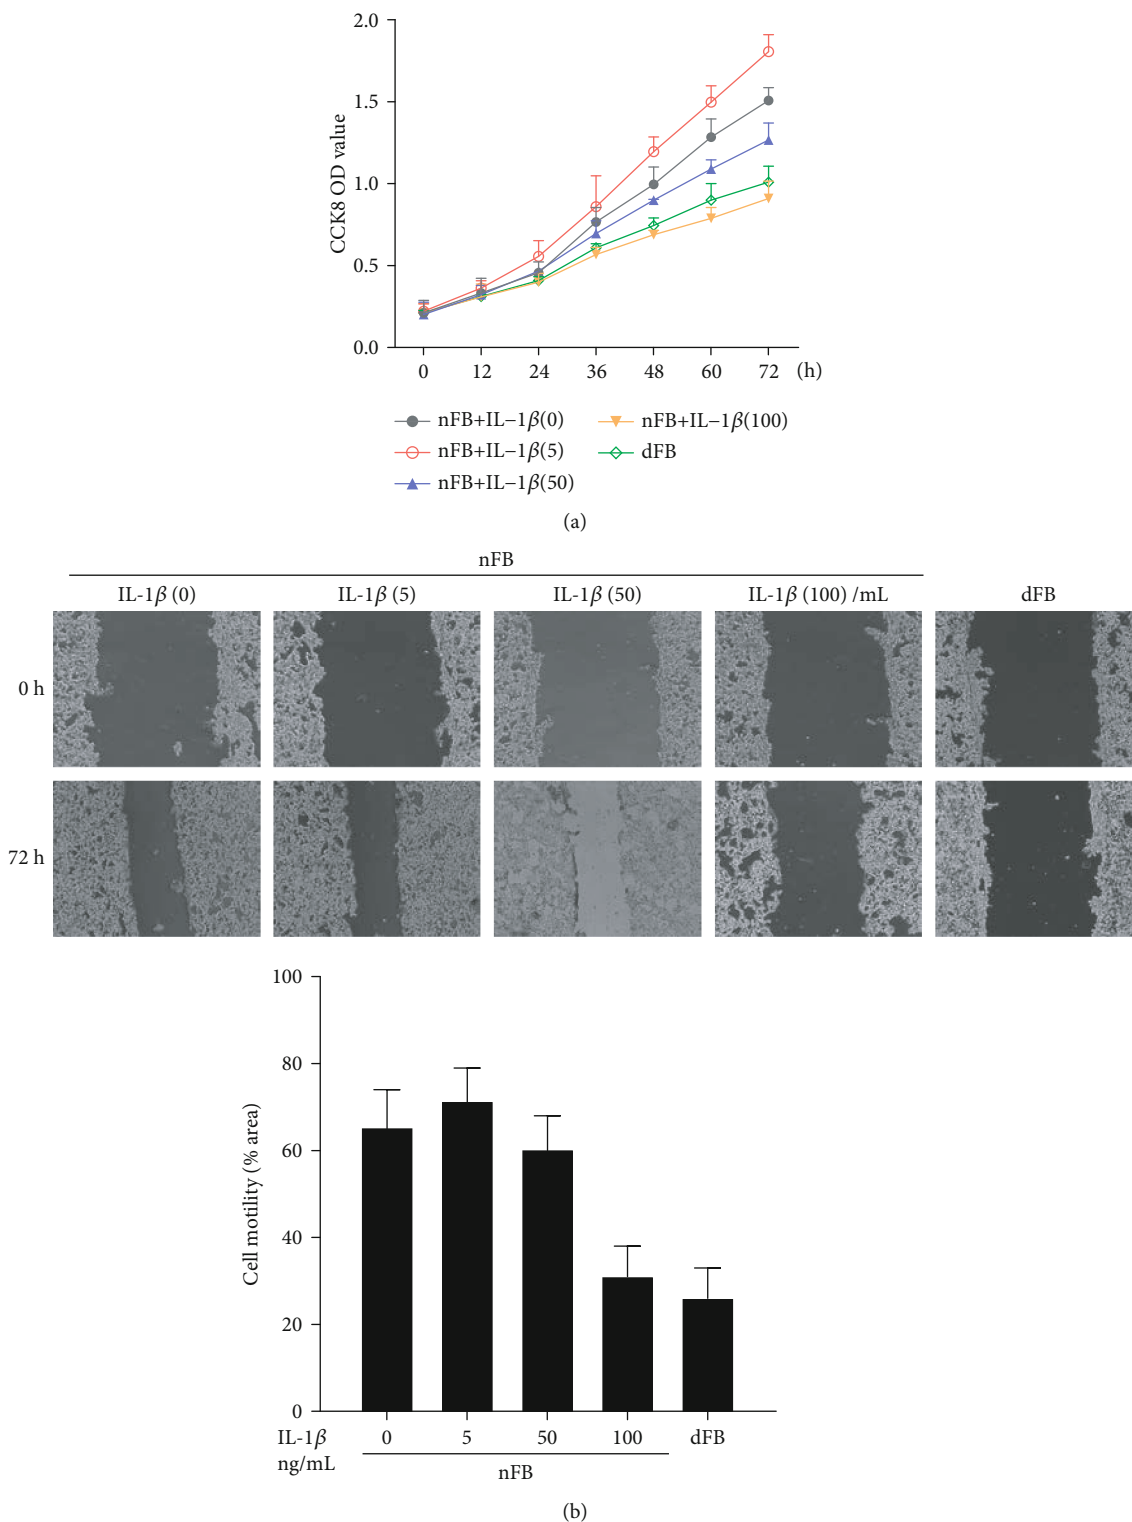 2.0
1.5
1.0
0.5
0.0
CCK8 OD value
0 12 24 36 48 60 72 (h)
nFB+IL−1β(0) nFB+IL−1β(100)
nFB+IL−1β(5) dFB
nFB+IL−1β(50)
(a)
nFB
IL-1β (0) IL-1β (5) IL-1β (50) IL-1β (100) /mL dFB
0 h
72 h
100
80
60
40
20
0
Cell motility (% area)
IL-1β 0 5 50 100 dFB
ng/mL
nFB
(b)